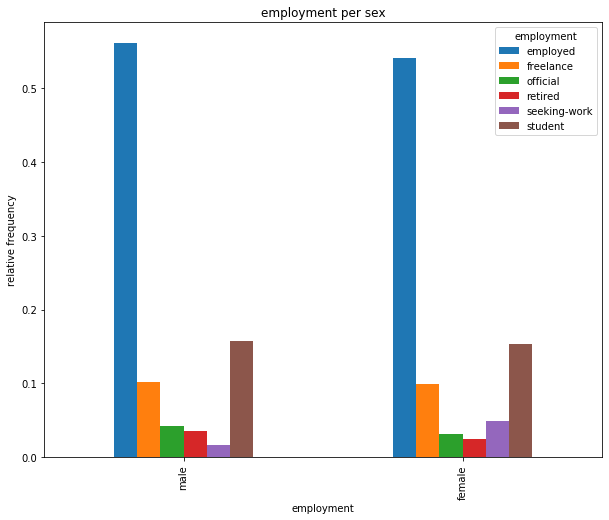 employment per sex
employment
employed
freelance
official
retired
seeking-work
student
relative frequency
0.5
0.4
0.3
0.2
0.1
0.0
male
female
employment